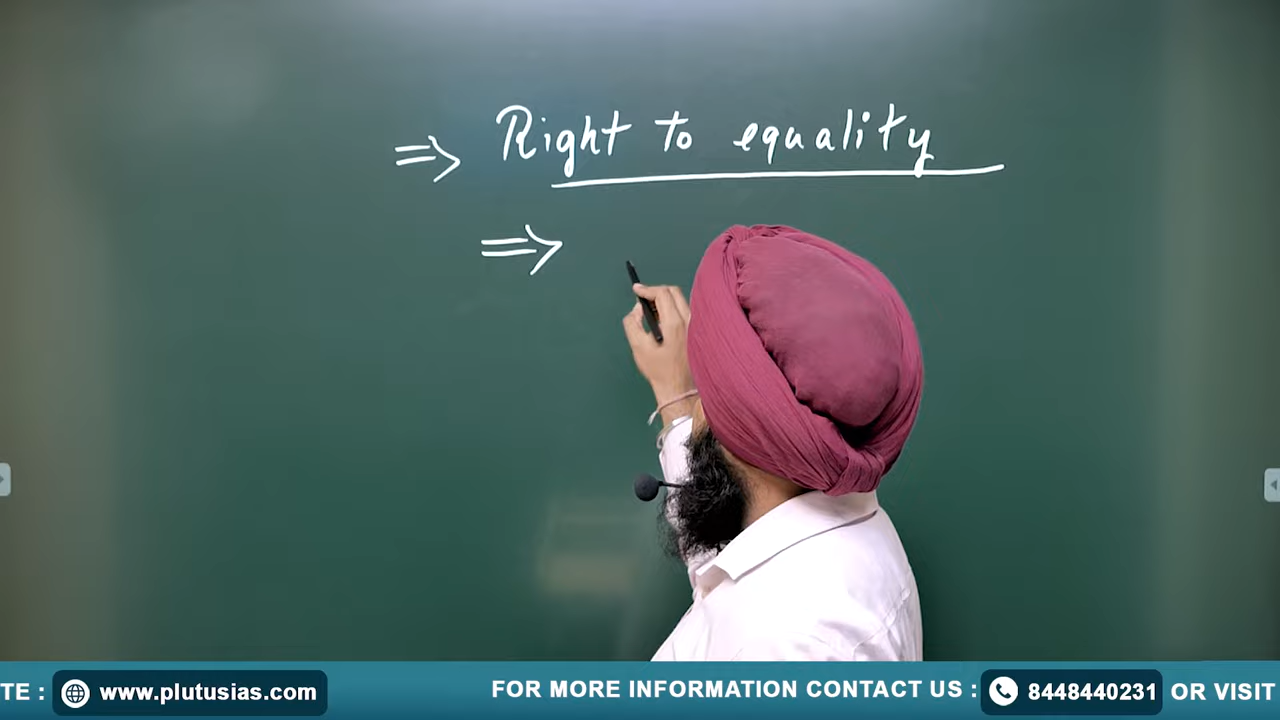 ⇒ Right to equality
⇒
TE : www.plutusias.com FOR MORE INFORMATION CONTACT US : 8448440231 OR VISIT